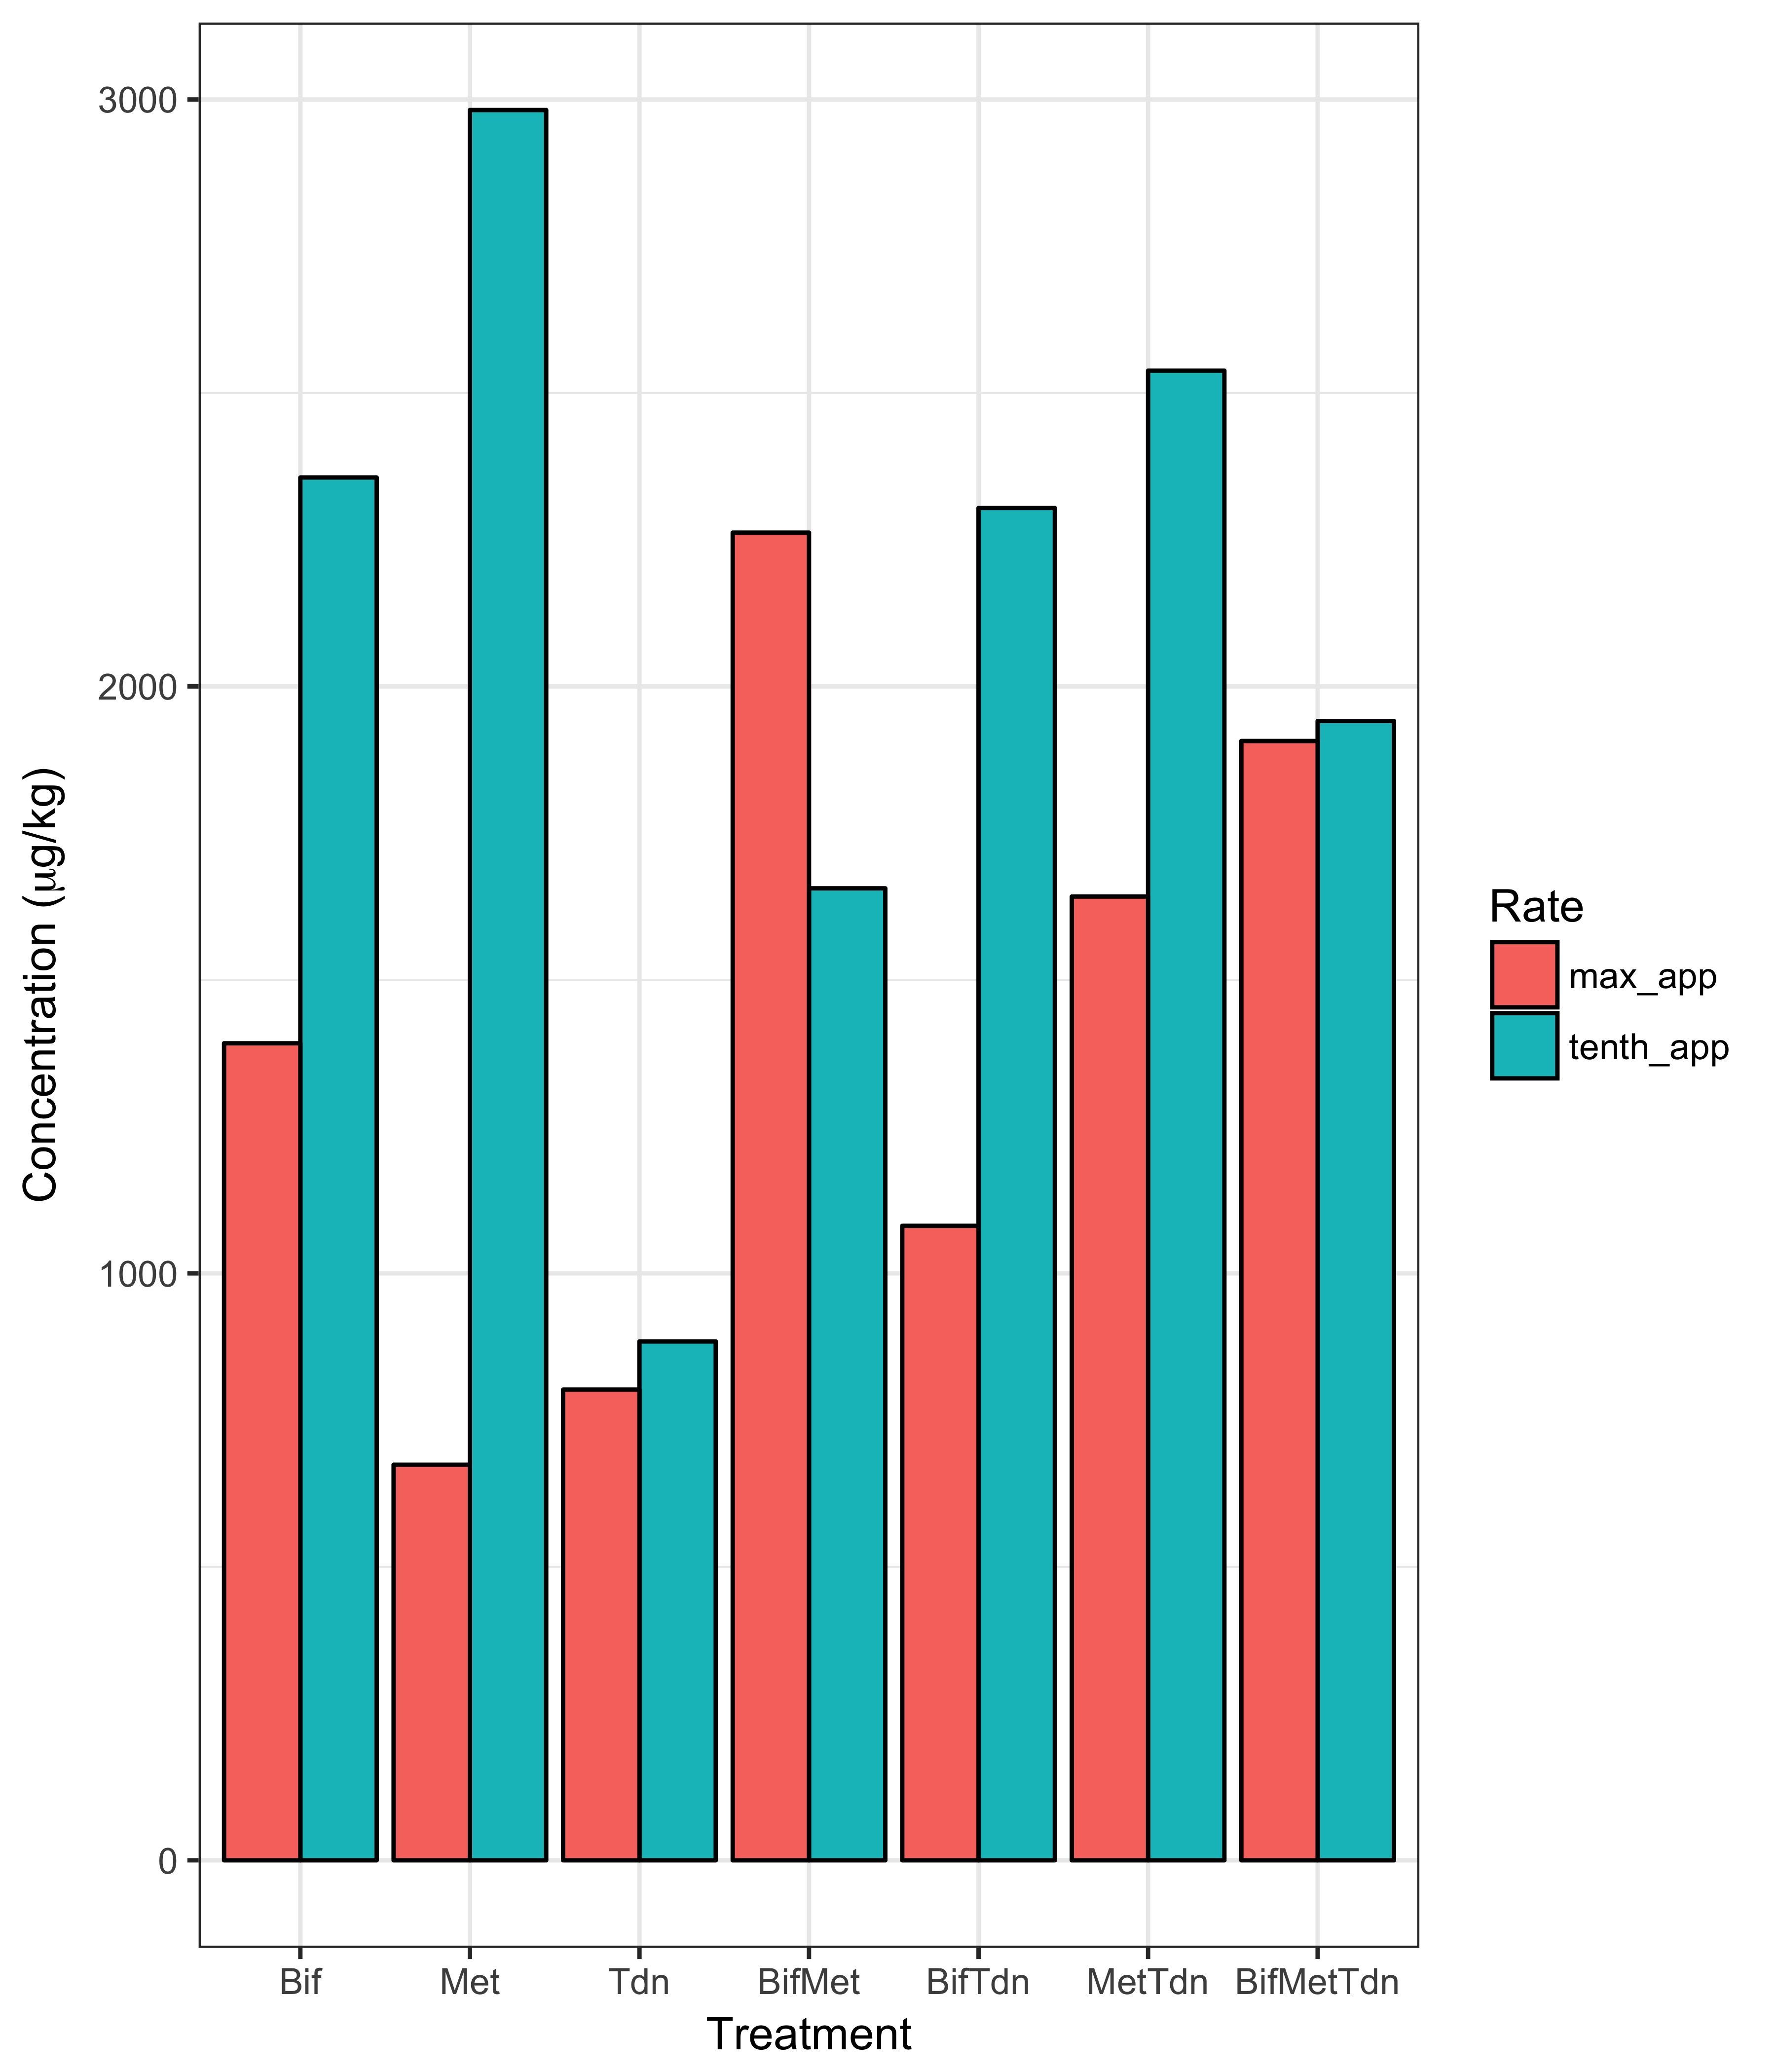 3000
2000
1000
0
Concentration (µg/kg)
Bif
Met
Tdn
BifMet
BifTdn
MetTdn
BifMetTdn
Treatment
Rate
max_app
tenth_app